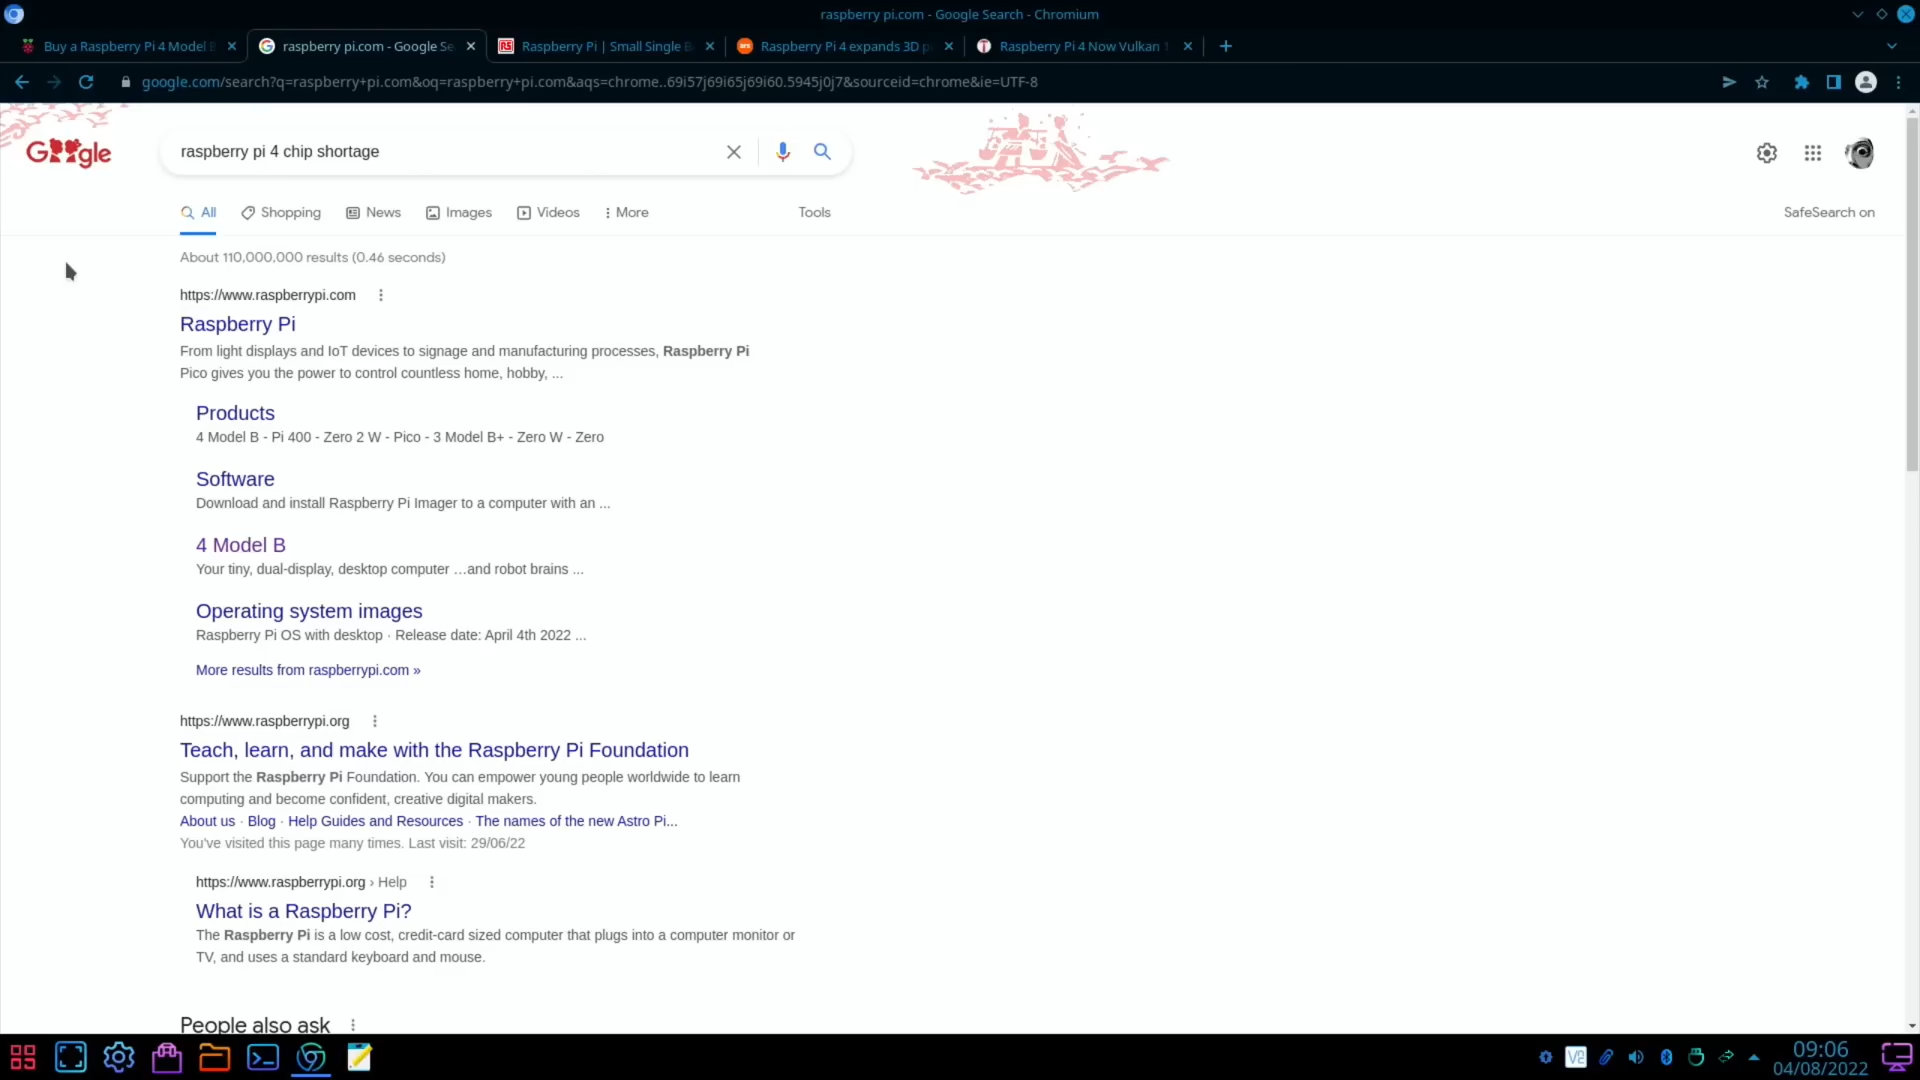 raspberry pi.com - Google Search - Chromium
Buy a Raspberry Pi 4 Model
raspberry pi.com - Google Se
Raspberry Pi | Small Single B
Raspberry Pi 4 expands 3D p
Raspberry Pi 4 Now Vulkan
google.com/search?q=raspberry+pi.com&oq=raspberry+pi.com&aqs=chrome..69i57j69i65j69i60.5945j0j7&sourceid=chrome&ie=UTF-8
Google
raspberry pi 4 chip shortage
All
Shopping
News
Images
Videos
More
Tools
SafeSearch on
About 110,000,000 results (0.46 seconds)
https://www.raspberrypi.com
Raspberry Pi
From light displays and IoT devices to signage and manufacturing processes, Raspberry Pi
Pico gives you the power to control countless home, hobby, ...
Products
4 Model B - Pi 400 - Zero 2 W - Pico - 3 Model B+ - Zero W - Zero
Software
Download and install Raspberry Pi Imager to a computer with an ...
4 Model B
Your tiny, dual-display, desktop computer …and robot brains ...
Operating system images
Raspberry Pi OS with desktop · Release date: April 4th 2022 ...
More results from raspberrypi.com »
https://www.raspberrypi.org
Teach, learn, and make with the Raspberry Pi Foundation
Support the Raspberry Pi Foundation. You can empower young people worldwide to learn
computing and become confident, creative digital makers.
About us · Blog · Help Guides and Resources · The names of the new Astro Pi...
You've visited this page many times. Last visit: 29/06/22
https://www.raspberrypi.org › Help
What is a Raspberry Pi?
The Raspberry Pi is a low cost, credit-card sized computer that plugs into a computer monitor or
TV, and uses a standard keyboard and mouse.
People also ask
09:06
04/08/2022